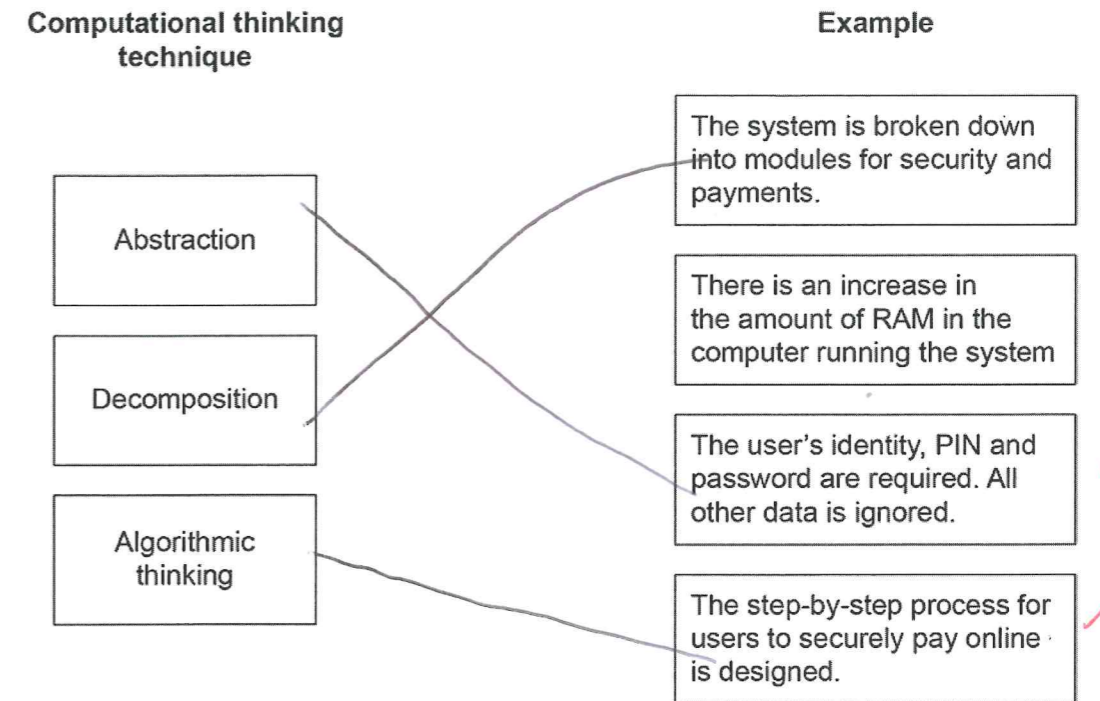 Computational thinking
technique
Example
Abstraction
Decomposition
Algorithmic
thinking
The system is broken down
into modules for security and
payments.
There is an increase in
the amount of RAM in the
computer running the system
The user's identity, PIN and
password are required. All
other data is ignored.
The step-by-step process for
users to securely pay online
is designed.